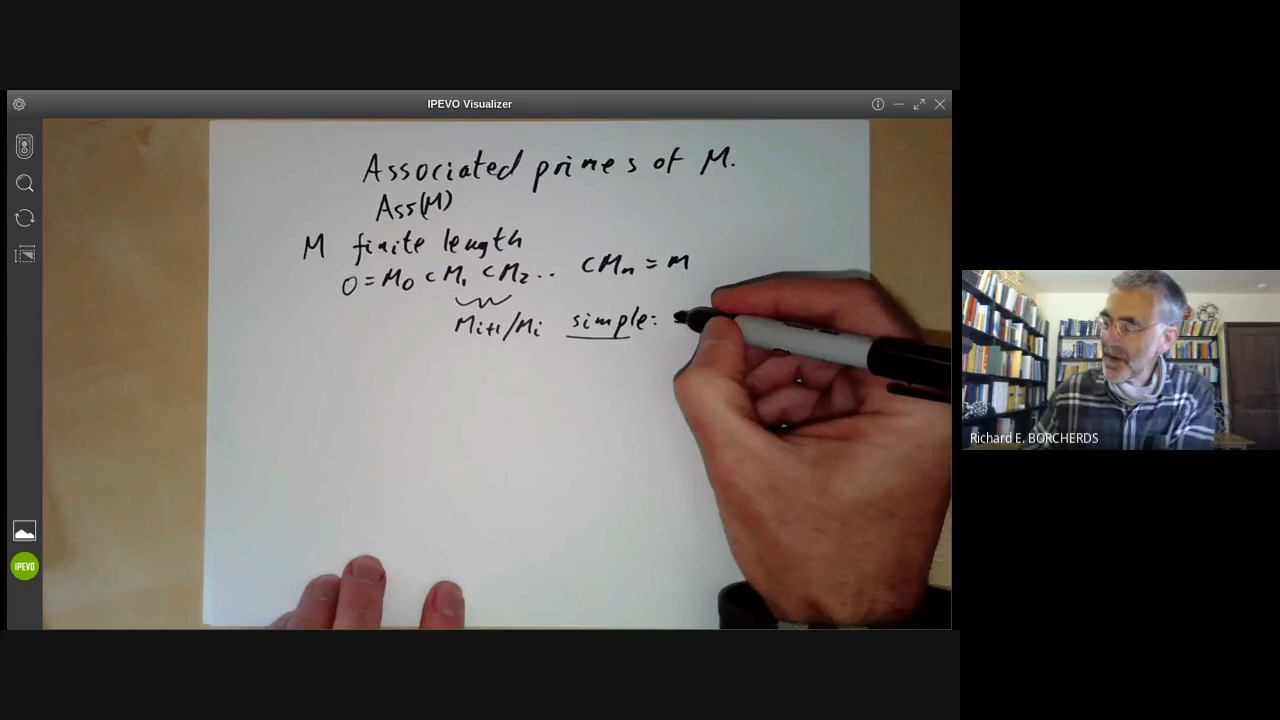 IPEVO Visualizer
Associated primes of M.
Ass(M)
M finite length
0 = M₀ ⊂ M₁ ⊂ M₂ .. ⊂ Mₙ = M
Mᵢ₊₁/Mᵢ simple:
IPEVO
Richard E. BORCHERDS